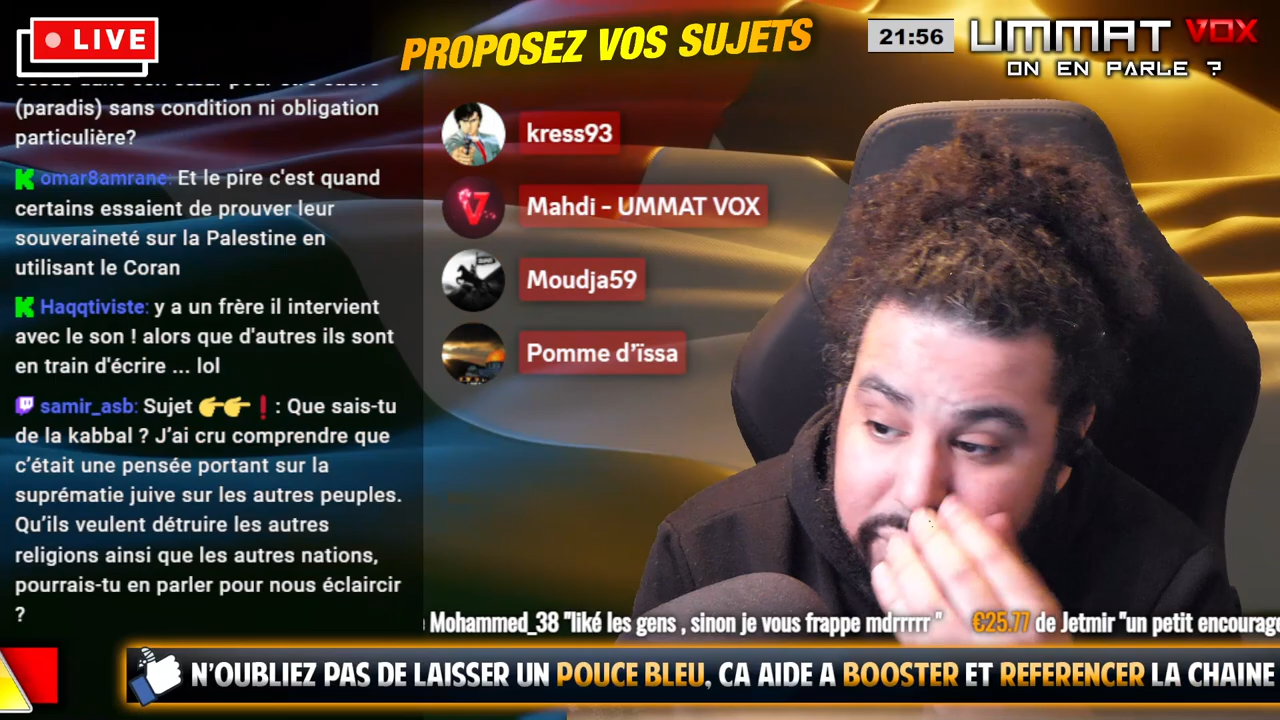 LIVE
PROPOSEZ VOS SUJETS
21:56
UMMAT VOX
ON EN PARLE ?
(paradis) sans condition ni obligation
particulière?
omar8amrane: Et le pire c'est quand
certains essaient de prouver leur
souveraineté sur la Palestine en
utilisant le Coran
Haqqtiviste: y a un frère il intervient
avec le son ! alors que d'autres ils sont
en train d'écrire ... lol
samir_asb: Sujet 👉👉❗: Que sais-tu
de la kabbal ? J'ai cru comprendre que
c'était une pensée portant sur la
suprématie juive sur les autres peuples.
Qu'ils veulent détruire les autres
religions ainsi que les autres nations,
pourrais-tu en parler pour nous éclaircir
?
kress93
Mahdi - UMMAT VOX
Moudja59
Pomme d'ïssa
Mohammed_38 "liké les gens , sinon je vous frappe mdrrrrr " €25.77 de Jetmir "un petit encourage
N'OUBLIEZ PAS DE LAISSER UN POUCE BLEU, CA AIDE A BOOSTER ET REFERENCER LA CHAINE